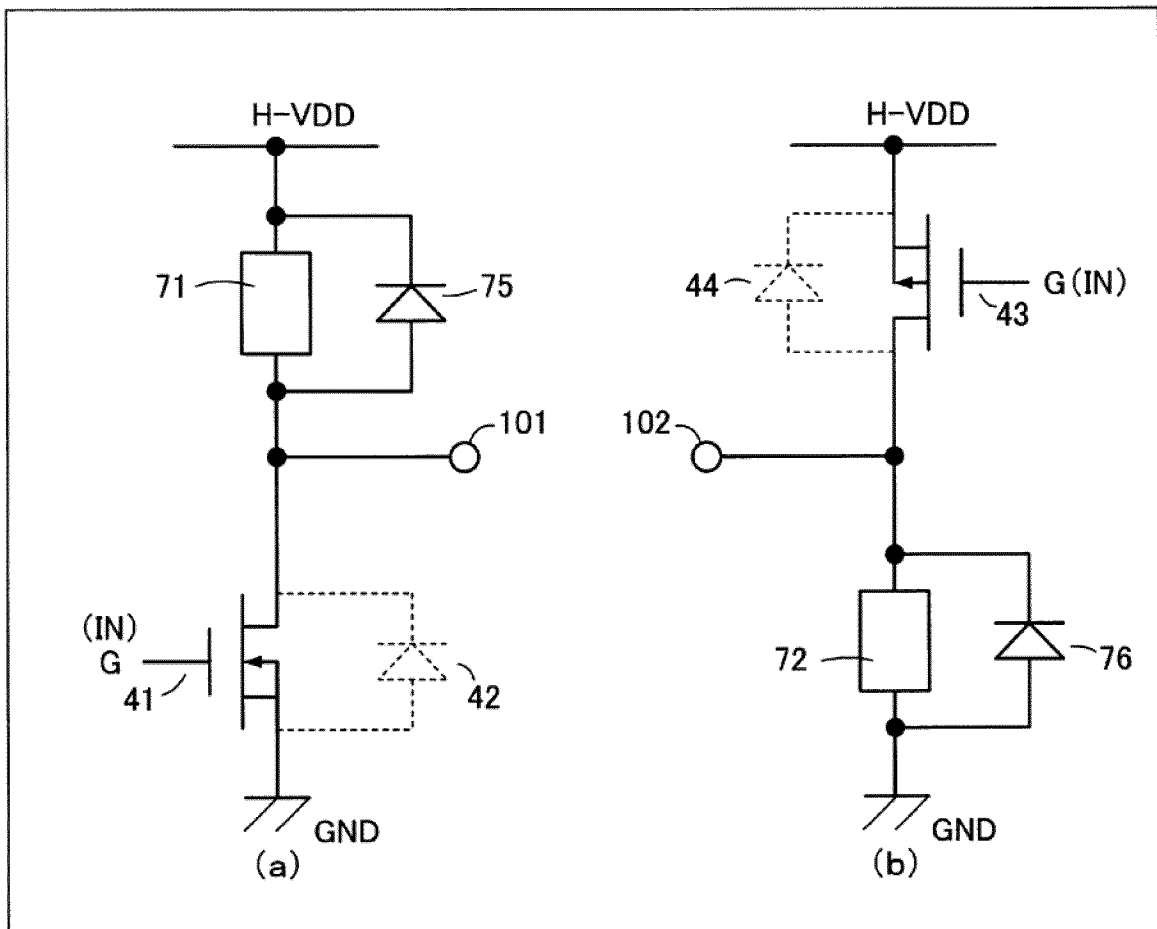 H-VDD
71
75
101
(IN)
G
41
42
GND
(a)
H-VDD
44
G(IN)
43
102
72
76
GND
(b)